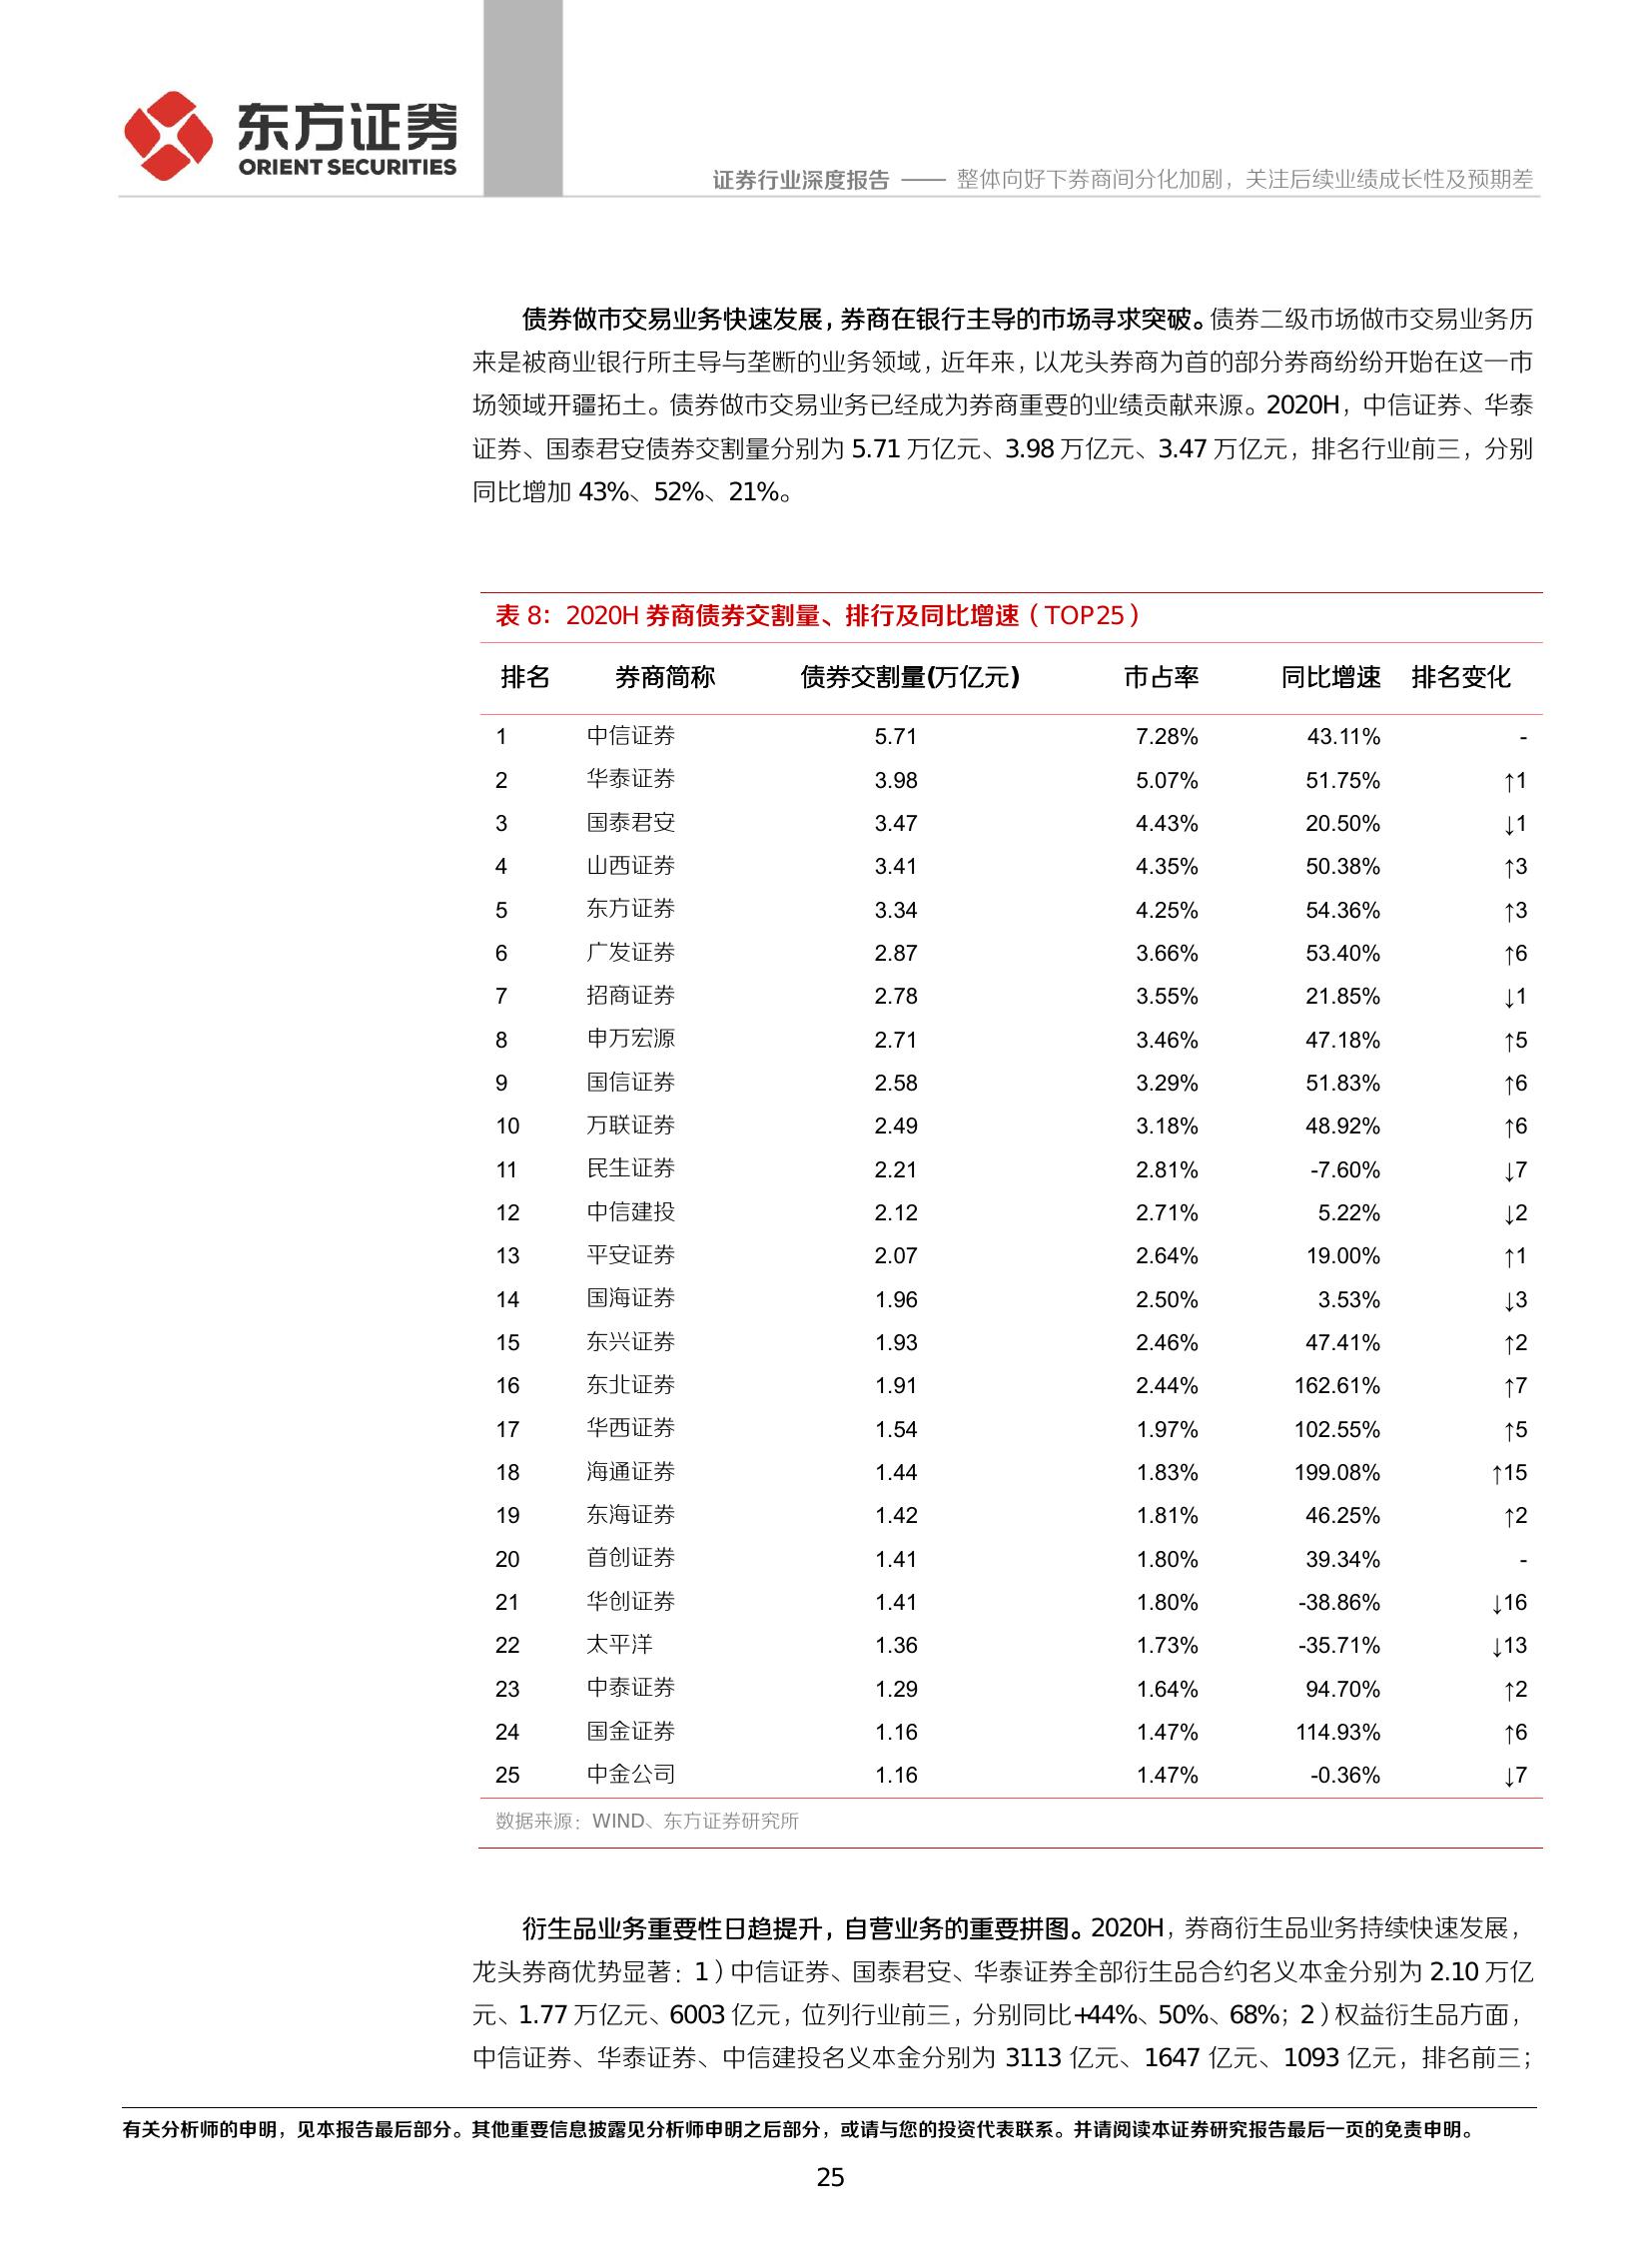 东方证券
ORIENT SECURITIES
证券行业深度报告 —— 整体向好下券商间分化加剧，关注后续业绩成长性及预期差
债券做市交易业务快速发展，券商在银行主导的市场寻求突破。债券二级市场做市交易业务历
来是被商业银行所主导与垄断的业务领域，近年来，以龙头券商为首的部分券商纷纷开始在这一市
场领域开疆拓土。债券做市交易业务已经成为券商重要的业绩贡献来源。2020H，中信证券、华泰
证券、国泰君安债券交割量分别为 5.71 万亿元、3.98 万亿元、3.47 万亿元，排名行业前三，分别
同比增加 43%、52%、21%。
表 8：2020H 券商债券交割量、排行及同比增速（TOP25）
排名 券商简称 债券交割量(万亿元) 市占率 同比增速 排名变化
1 中信证券 5.71 7.28% 43.11% -
2 华泰证券 3.98 5.07% 51.75% ↑1
3 国泰君安 3.47 4.43% 20.50% ↓1
4 山西证券 3.41 4.35% 50.38% ↑3
5 东方证券 3.34 4.25% 54.36% ↑3
6 广发证券 2.87 3.66% 53.40% ↑6
7 招商证券 2.78 3.55% 21.85% ↓1
8 申万宏源 2.71 3.46% 47.18% ↑5
9 国信证券 2.58 3.29% 51.83% ↑6
10 万联证券 2.49 3.18% 48.92% ↑6
11 民生证券 2.21 2.81% -7.60% ↓7
12 中信建投 2.12 2.71% 5.22% ↓2
13 平安证券 2.07 2.64% 19.00% ↑1
14 国海证券 1.96 2.50% 3.53% ↓3
15 东兴证券 1.93 2.46% 47.41% ↑2
16 东北证券 1.91 2.44% 162.61% ↑7
17 华西证券 1.54 1.97% 102.55% ↑5
18 海通证券 1.44 1.83% 199.08% ↑15
19 东海证券 1.42 1.81% 46.25% ↑2
20 首创证券 1.41 1.80% 39.34% -
21 华创证券 1.41 1.80% -38.86% ↓16
22 太平洋 1.36 1.73% -35.71% ↓13
23 中泰证券 1.29 1.64% 94.70% ↑2
24 国金证券 1.16 1.47% 114.93% ↑6
25 中金公司 1.16 1.47% -0.36% ↓7
数据来源：WIND、东方证券研究所
衍生品业务重要性日趋提升，自营业务的重要拼图。2020H，券商衍生品业务持续快速发展，
龙头券商优势显著：1）中信证券、国泰君安、华泰证券全部衍生品合约名义本金分别为 2.10 万亿
元、1.77 万亿元、6003 亿元，位列行业前三，分别同比+44%、50%、68%；2）权益衍生品方面，
中信证券、华泰证券、中信建投名义本金分别为 3113 亿元、1647 亿元、1093 亿元，排名前三；
有关分析师的申明，见本报告最后部分。其他重要信息披露见分析师申明之后部分，或请与您的投资代表联系。并请阅读本证券研究报告最后一页的免责申明。
25